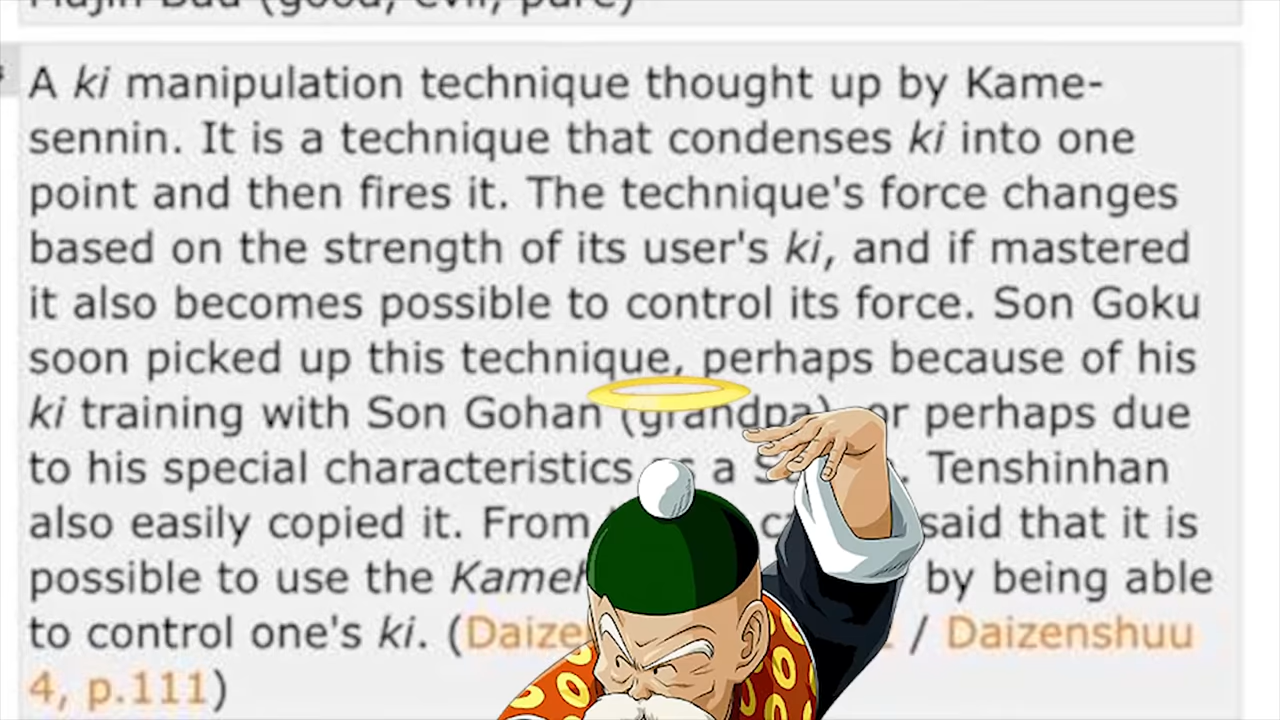 Majin Buu (good, evil, pure)
A ki manipulation technique thought up by Kame-
sennin. It is a technique that condenses ki into one
point and then fires it. The technique's force changes
based on the strength of its user's ki, and if mastered
it also becomes possible to control its force. Son Goku
soon picked up this technique, perhaps because of his
ki training with Son Gohan (grandpa), or perhaps due
to his special characteristics a Tenshinhan
also easily copied it. From said that it is
possible to use the by being able
to control one's ki. ( / Daizenshuu
4, p.111)